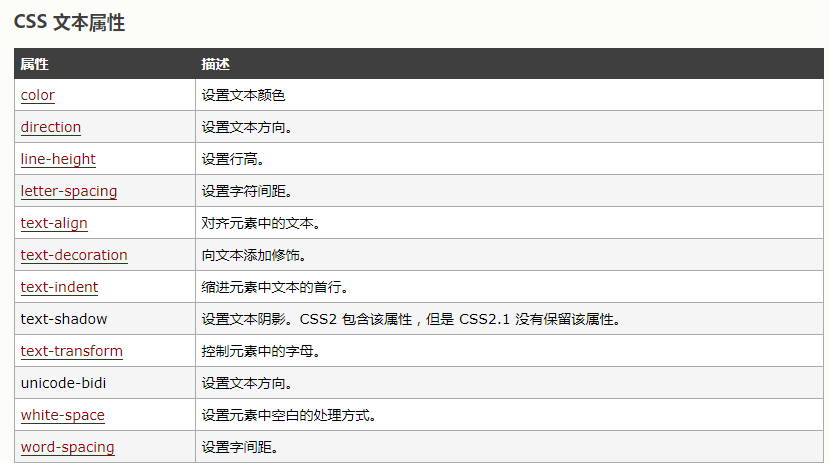 CSS 文本属性
属性 描述
color 设置文本颜色
direction 设置文本方向。
line-height 设置行高。
letter-spacing 设置字符间距。
text-align 对齐元素中的文本。
text-decoration 向文本添加修饰。
text-indent 缩进元素中文本的首行。
text-shadow 设置文本阴影。CSS2 包含该属性，但是 CSS2.1 没有保留该属性。
text-transform 控制元素中的字母。
unicode-bidi 设置文本方向。
white-space 设置元素中空白的处理方式。
word-spacing 设置字间距。